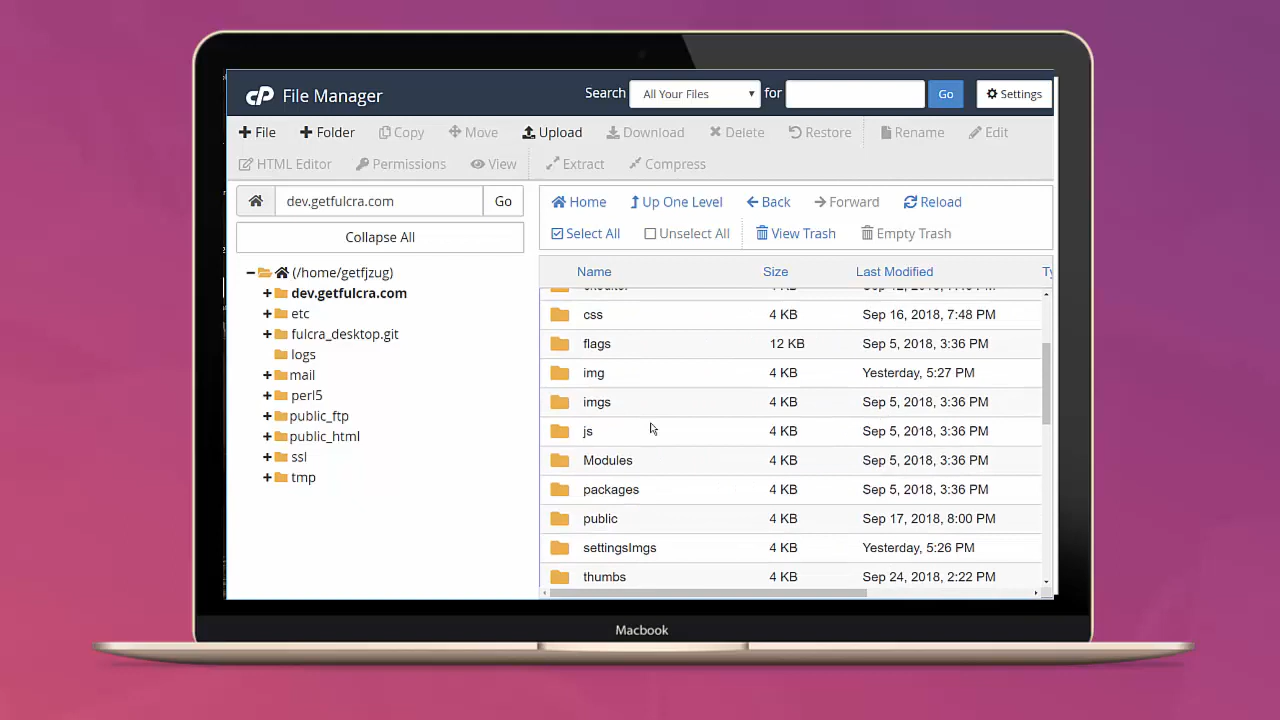 cP File Manager Search All Your Files for Go Settings
File Folder Copy Move Upload Download Delete Restore Rename Edit
HTML Editor Permissions View Extract Compress
dev.getfulcra.com Go
Collapse All
(/home/getfjzug)
dev.getfulcra.com
etc
fulcra_desktop.git
logs
mail
perl5
public_ftp
public_html
ssl
tmp
Home Up One Level Back Forward Reload
Select All Unselect All View Trash Empty Trash
Name Size Last Modified Ty
css 4 KB Sep 16, 2018, 7:48 PM
flags 12 KB Sep 5, 2018, 3:36 PM
img 4 KB Yesterday, 5:27 PM
imgs 4 KB Sep 5, 2018, 3:36 PM
js 4 KB Sep 5, 2018, 3:36 PM
Modules 4 KB Sep 5, 2018, 3:36 PM
packages 4 KB Sep 5, 2018, 3:36 PM
public 4 KB Sep 17, 2018, 8:00 PM
settingsImgs 4 KB Yesterday, 5:26 PM
thumbs 4 KB Sep 24, 2018, 2:22 PM
Macbook